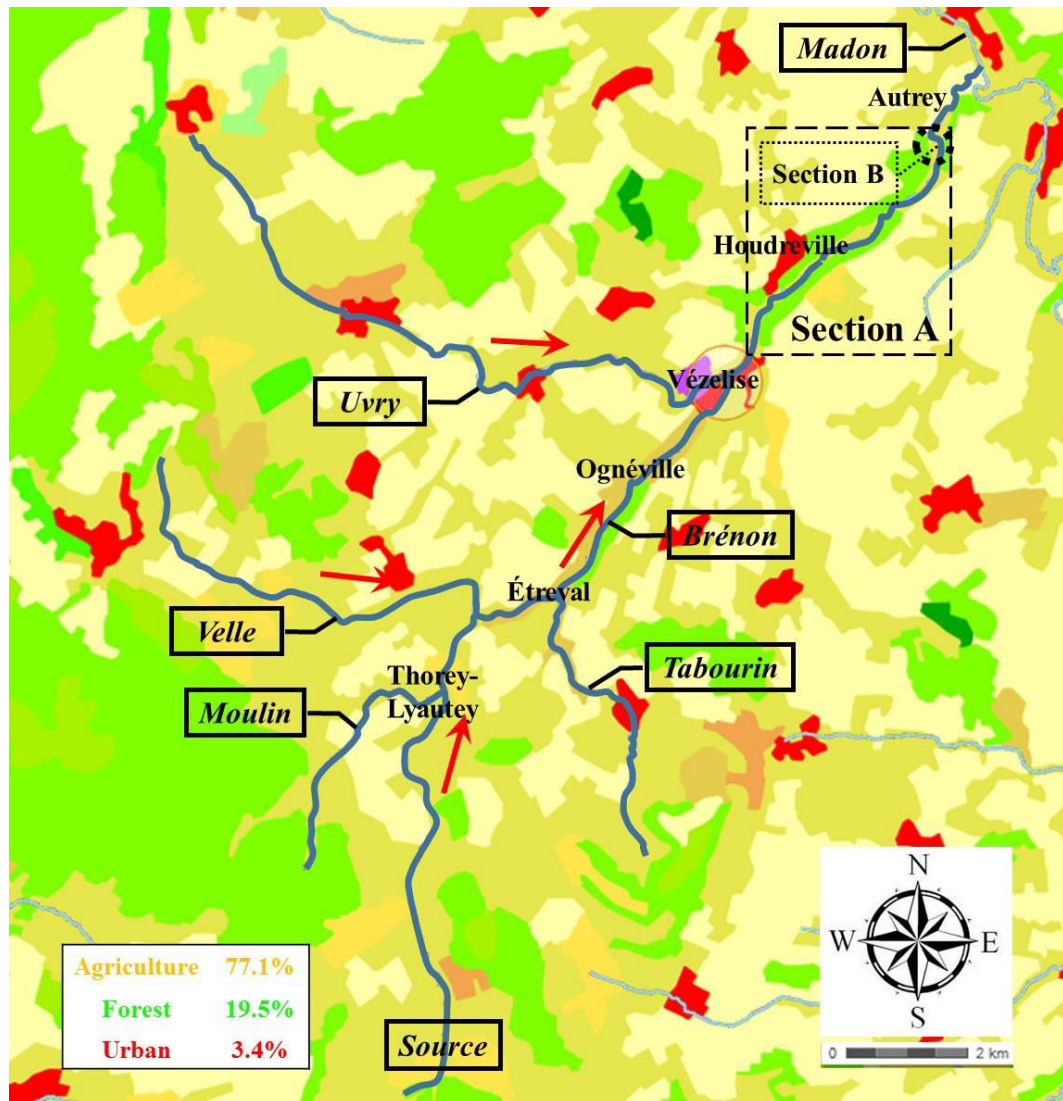 Madon
Autrey
Section B
Houdreville
Section A
Vézelise
Uvry
Ognéville
Brénon
Étreval
Velle
Tabourin
Thorey-
Lyautey
Moulin
N
W E
S
Agriculture 77.1%
Forest 19.5%
Urban 3.4%
Source
0 2 km